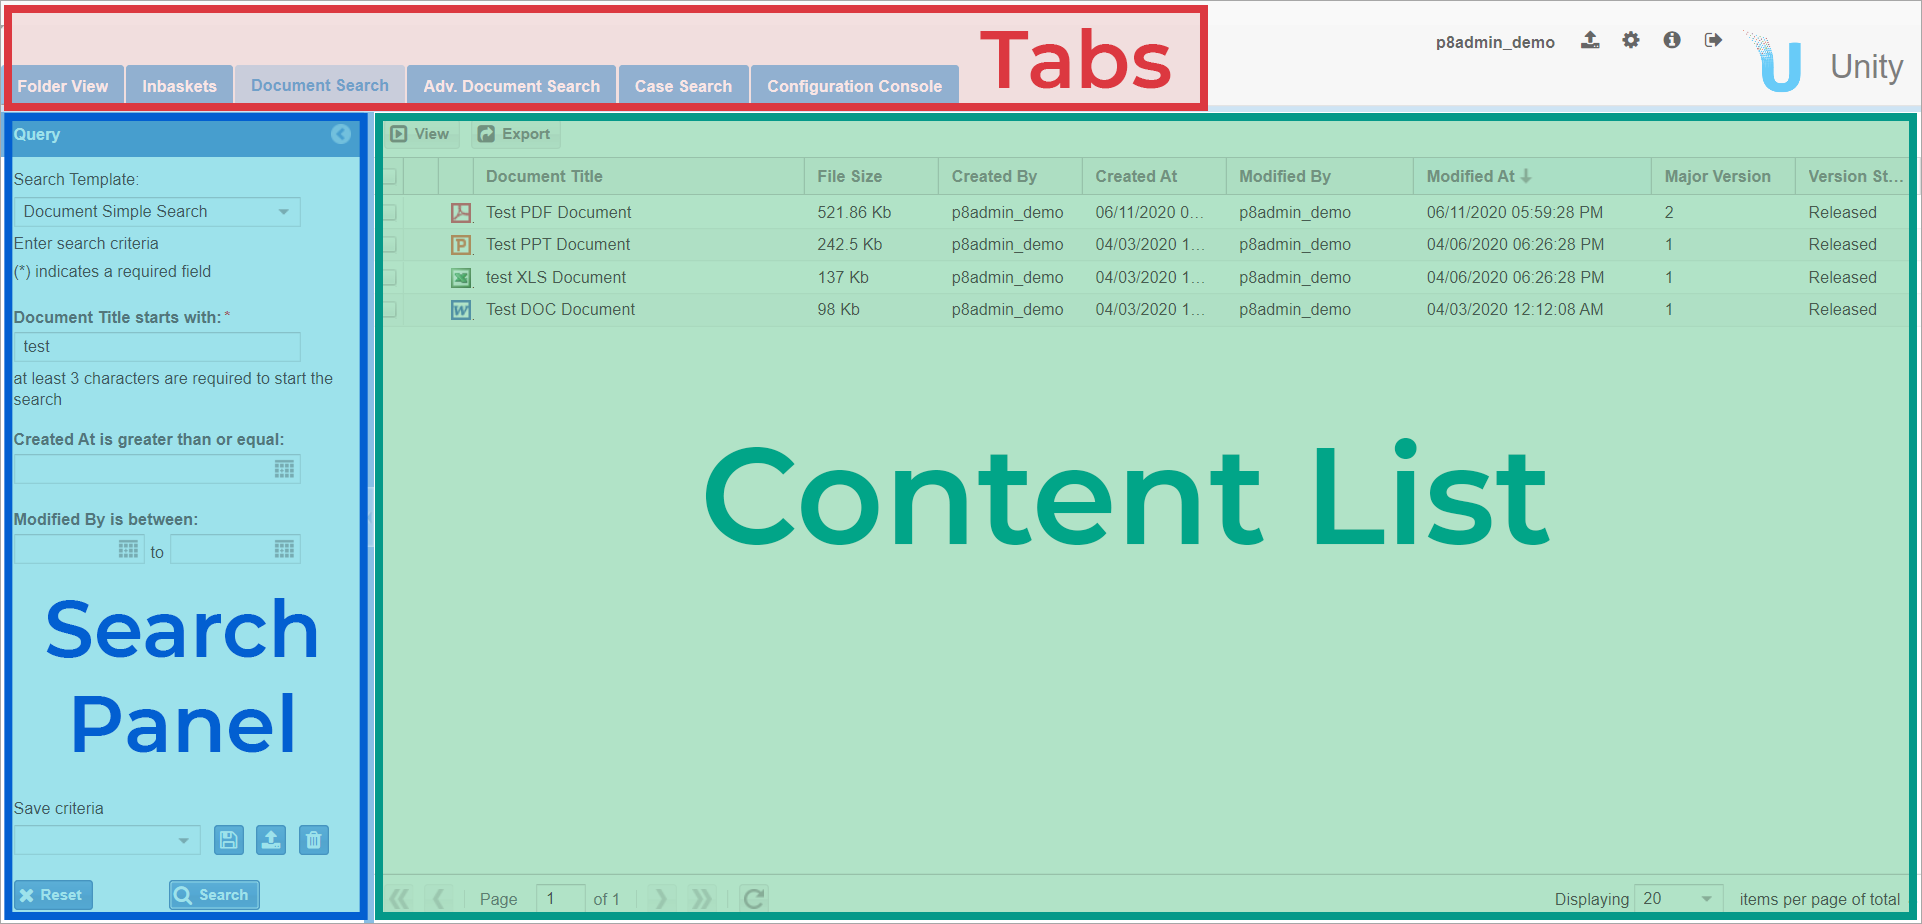 Tabs
p8admin_demo
Unity
Folder View
Inbaskets
Document Search
Adv. Document Search
Case Search
Configuration Console
Query
Search Template:
Document Simple Search
Enter search criteria
(*) indicates a required field
Document Title starts with:*
test
at least 3 characters are required to start the
search
Created At is greater than or equal:
Modified By is between:
to
Search
Panel
Save criteria
Reset
Search
View
Export
Document Title File Size Created By Created At Modified By Modified At Major Version Version St...
Test PDF Document 521.86 Kb p8admin_demo 06/11/2020 0... p8admin_demo 06/11/2020 05:59:28 PM 2 Released
Test PPT Document 242.5 Kb p8admin_demo 04/03/2020 1... p8admin_demo 04/06/2020 06:26:28 PM 1 Released
test XLS Document 137 Kb p8admin_demo 04/03/2020 1... p8admin_demo 04/06/2020 06:26:28 PM 1 Released
Test DOC Document 98 Kb p8admin_demo 04/03/2020 1... p8admin_demo 04/03/2020 12:12:08 AM 1 Released
Content List
Page 1 of 1
Displaying 20 items per page of total